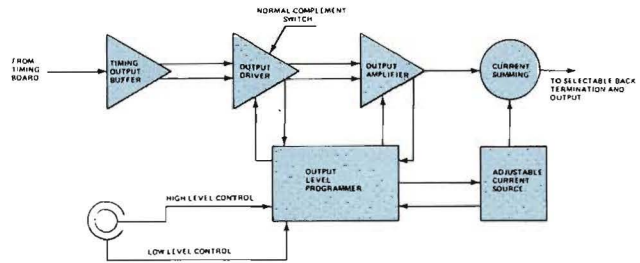 NORMAL COMPLEMENT
SWITCH
FROM
TIMING
BOARD
TIMING
OUTPUT
BUFFER
OUTPUT
DRIVER
OUTPUT
AMPLIFIER
CURRENT
SUMMING
TO SELECTABLE BACK
TERMINATION AND
OUTPUT
OUTPUT
LEVEL
PROGRAMMER
ADJUSTABLE
CURRENT
SOURCE
HIGH LEVEL CONTROL
LOW LEVEL CONTROL